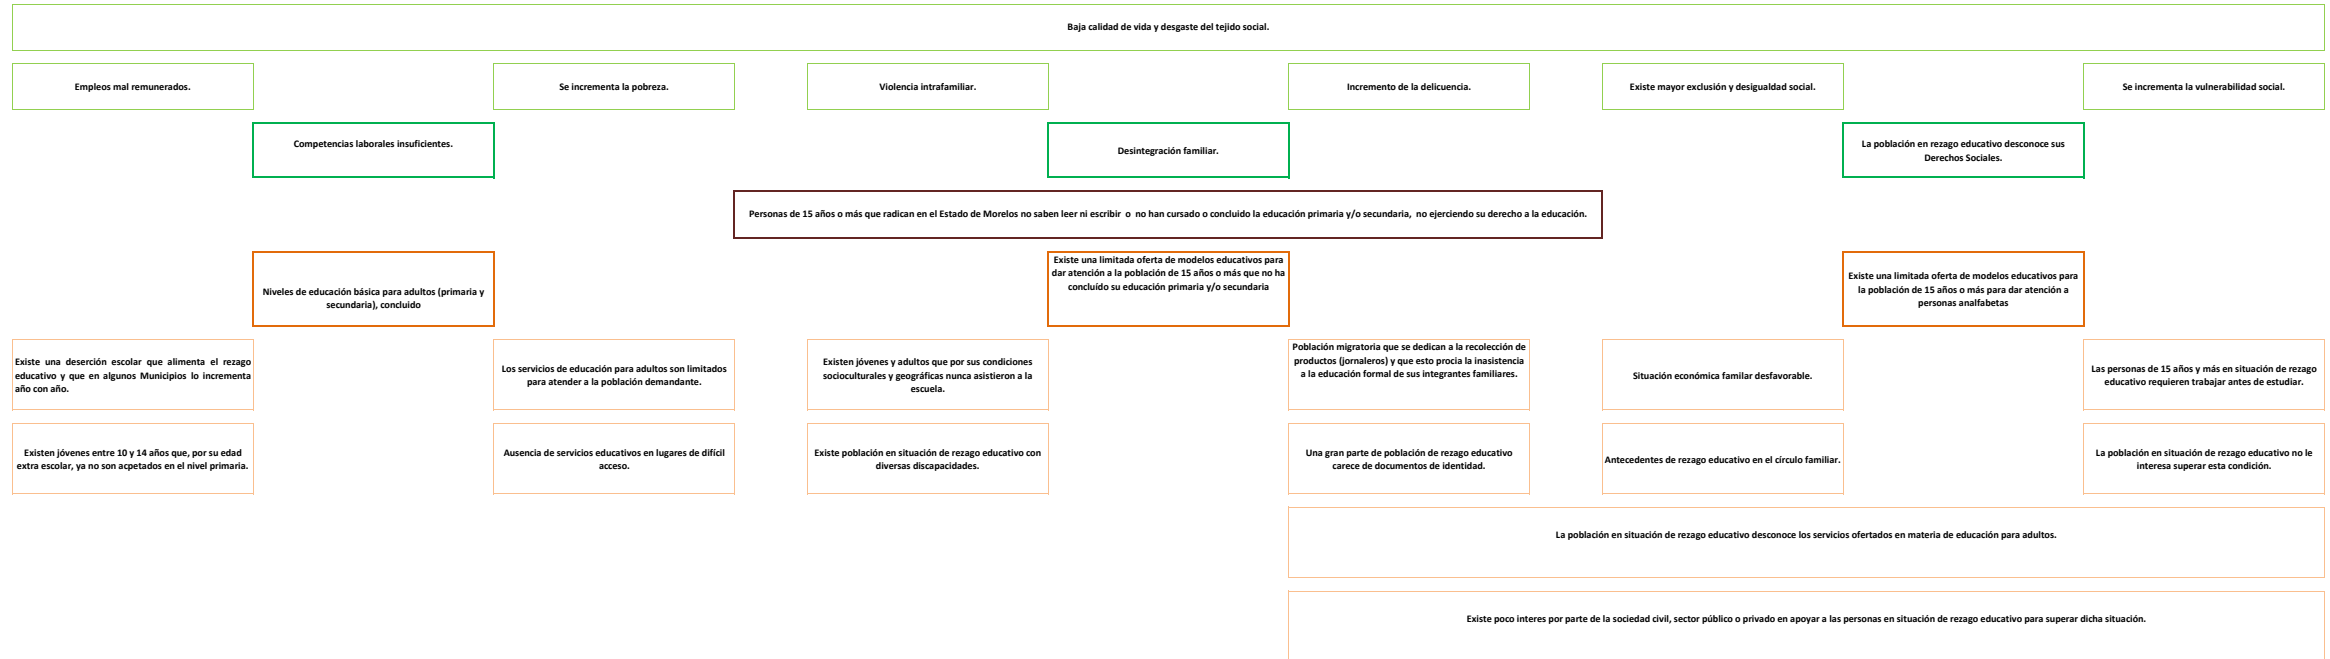 Baja calidad de vida y desgaste del tejido social.
Empleos mal remunerados.
Se incrementa la pobreza.
Violencia intrafamiliar.
Incremento de la delicuencia.
Existe mayor exclusión y desigualdad social.
Se incrementa la vulnerabilidad social.
Competencias laborales insuficientes.
Desintegración familiar.
La población en rezago educativo desconoce sus
Derechos Sociales.
Personas de 15 años o más que radican en el Estado de Morelos no saben leer ni escribir o no han cursado o concluido la educación primaria y/o secundaria, no ejerciendo su derecho a la educación.
Niveles de educación básica para adultos (primaria y
secundaria), concluido
Existe una limitada oferta de modelos educativos para
dar atención a la población de 15 años o más que no ha
concluído su educación primaria y/o secundaria
Existe una limitada oferta de modelos educativos para
la población de 15 años o más para dar atención a
personas analfabetas
Existe una deserción escolar que alimenta el rezago
educativo y que en algunos Municipios lo incrementa
año con año.
Los servicios de educación para adultos son limitados
para atender a la población demandante.
Existen jóvenes y adultos que por sus condiciones
socioculturales y geográficas nunca asistieron a la
escuela.
Población migratoria que se dedican a la recolección de
productos (jornaleros) y que esto procia la inasistencia
a la educación formal de sus integrantes familiares.
Situación económica familar desfavorable.
Las personas de 15 años y más en situación de rezago
educativo requieren trabajar antes de estudiar.
Existen jóvenes entre 10 y 14 años que, por su edad
extra escolar, ya no son acpetados en el nivel primaria.
Ausencia de servicios educativos en lugares de difícil
acceso.
Existe población en situación de rezago educativo con
diversas discapacidades.
Una gran parte de población de rezago educativo
carece de documentos de identidad.
Antecedentes de rezago educativo en el círculo familiar.
La población en situación de rezago educativo no le
interesa superar esta condición.
La población en situación de rezago educativo desconoce los servicios ofertados en materia de educación para adultos.
Existe poco interes por parte de la sociedad civil, sector público o privado en apoyar a las personas en situación de rezago educativo para superar dicha situación.